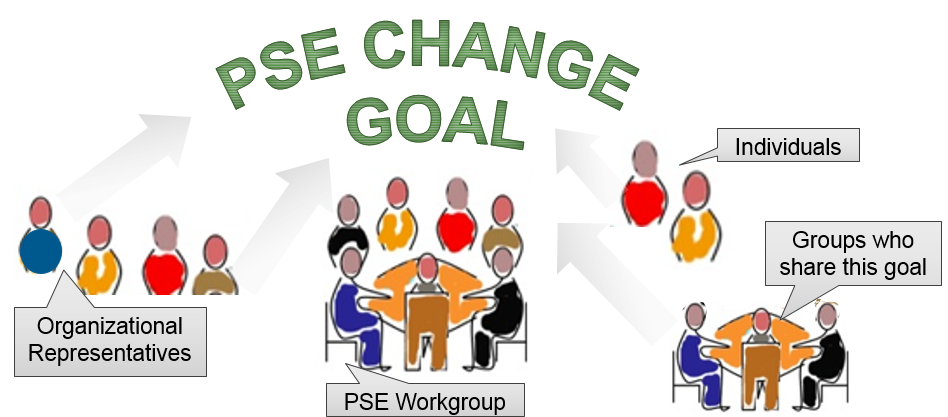 PSE CHANGE
GOAL
Individuals
Groups who
share this goal
Organizational
Representatives
PSE Workgroup